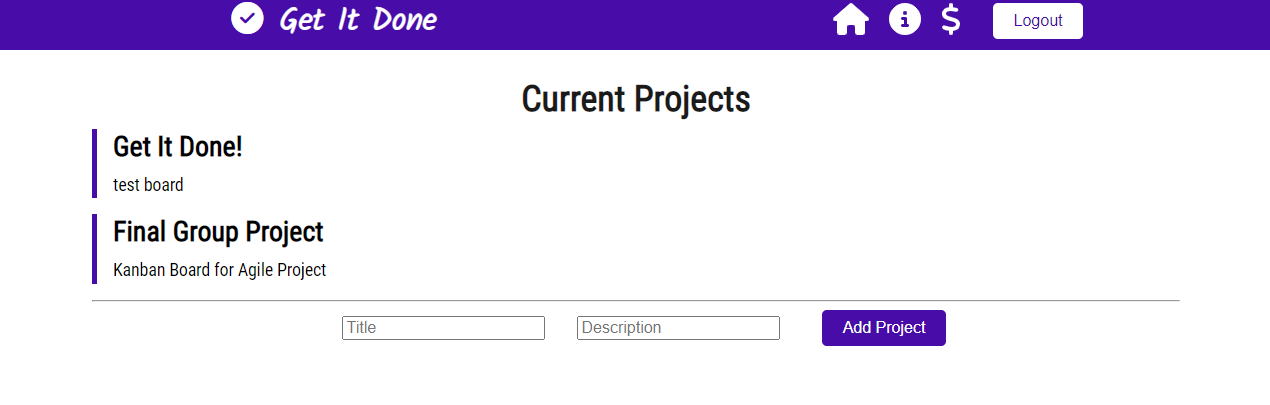 Get It Done
$
Logout
Current Projects
Get It Done!
test board
Final Group Project
Kanban Board for Agile Project
Title
Description
Add Project